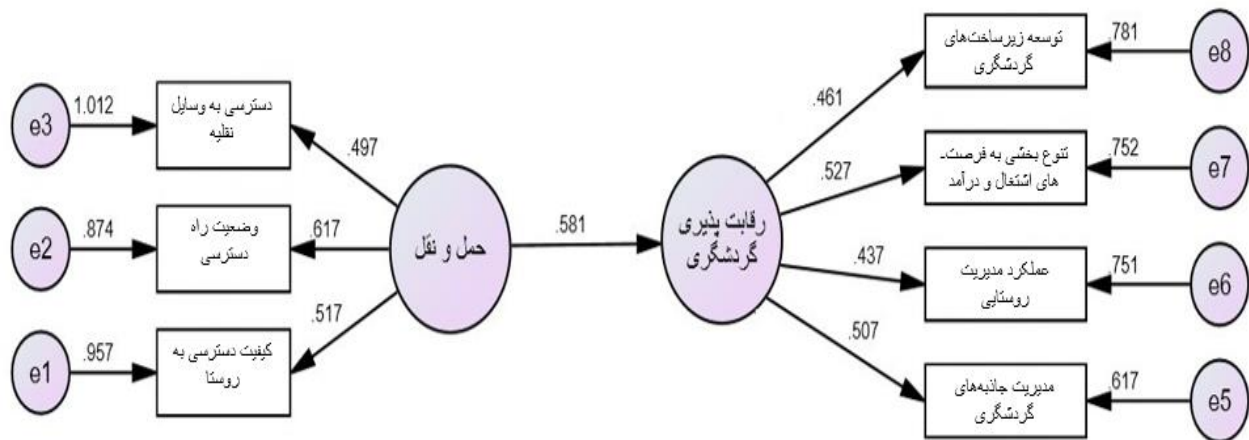 e3
1.012
دسترسی به وسایل
نقلیه
.497
e2
.874
وضعیت راه
دسترسی
.617
e1
.957
کیفیت دسترسی به
روستا
.517
حمل و نقل
.581
رقابت پذیری
گردشگری
.461
توسعه زیرساخت‌های
گردشگری
.781
e8
.527
تنوع بخشی به فرصت-
های اشتغال و درآمد
.752
e7
.437
عملکرد مدیریت
روستایی
.751
e6
.507
مدیریت جاذبه‌های
گردشگری
.617
e5